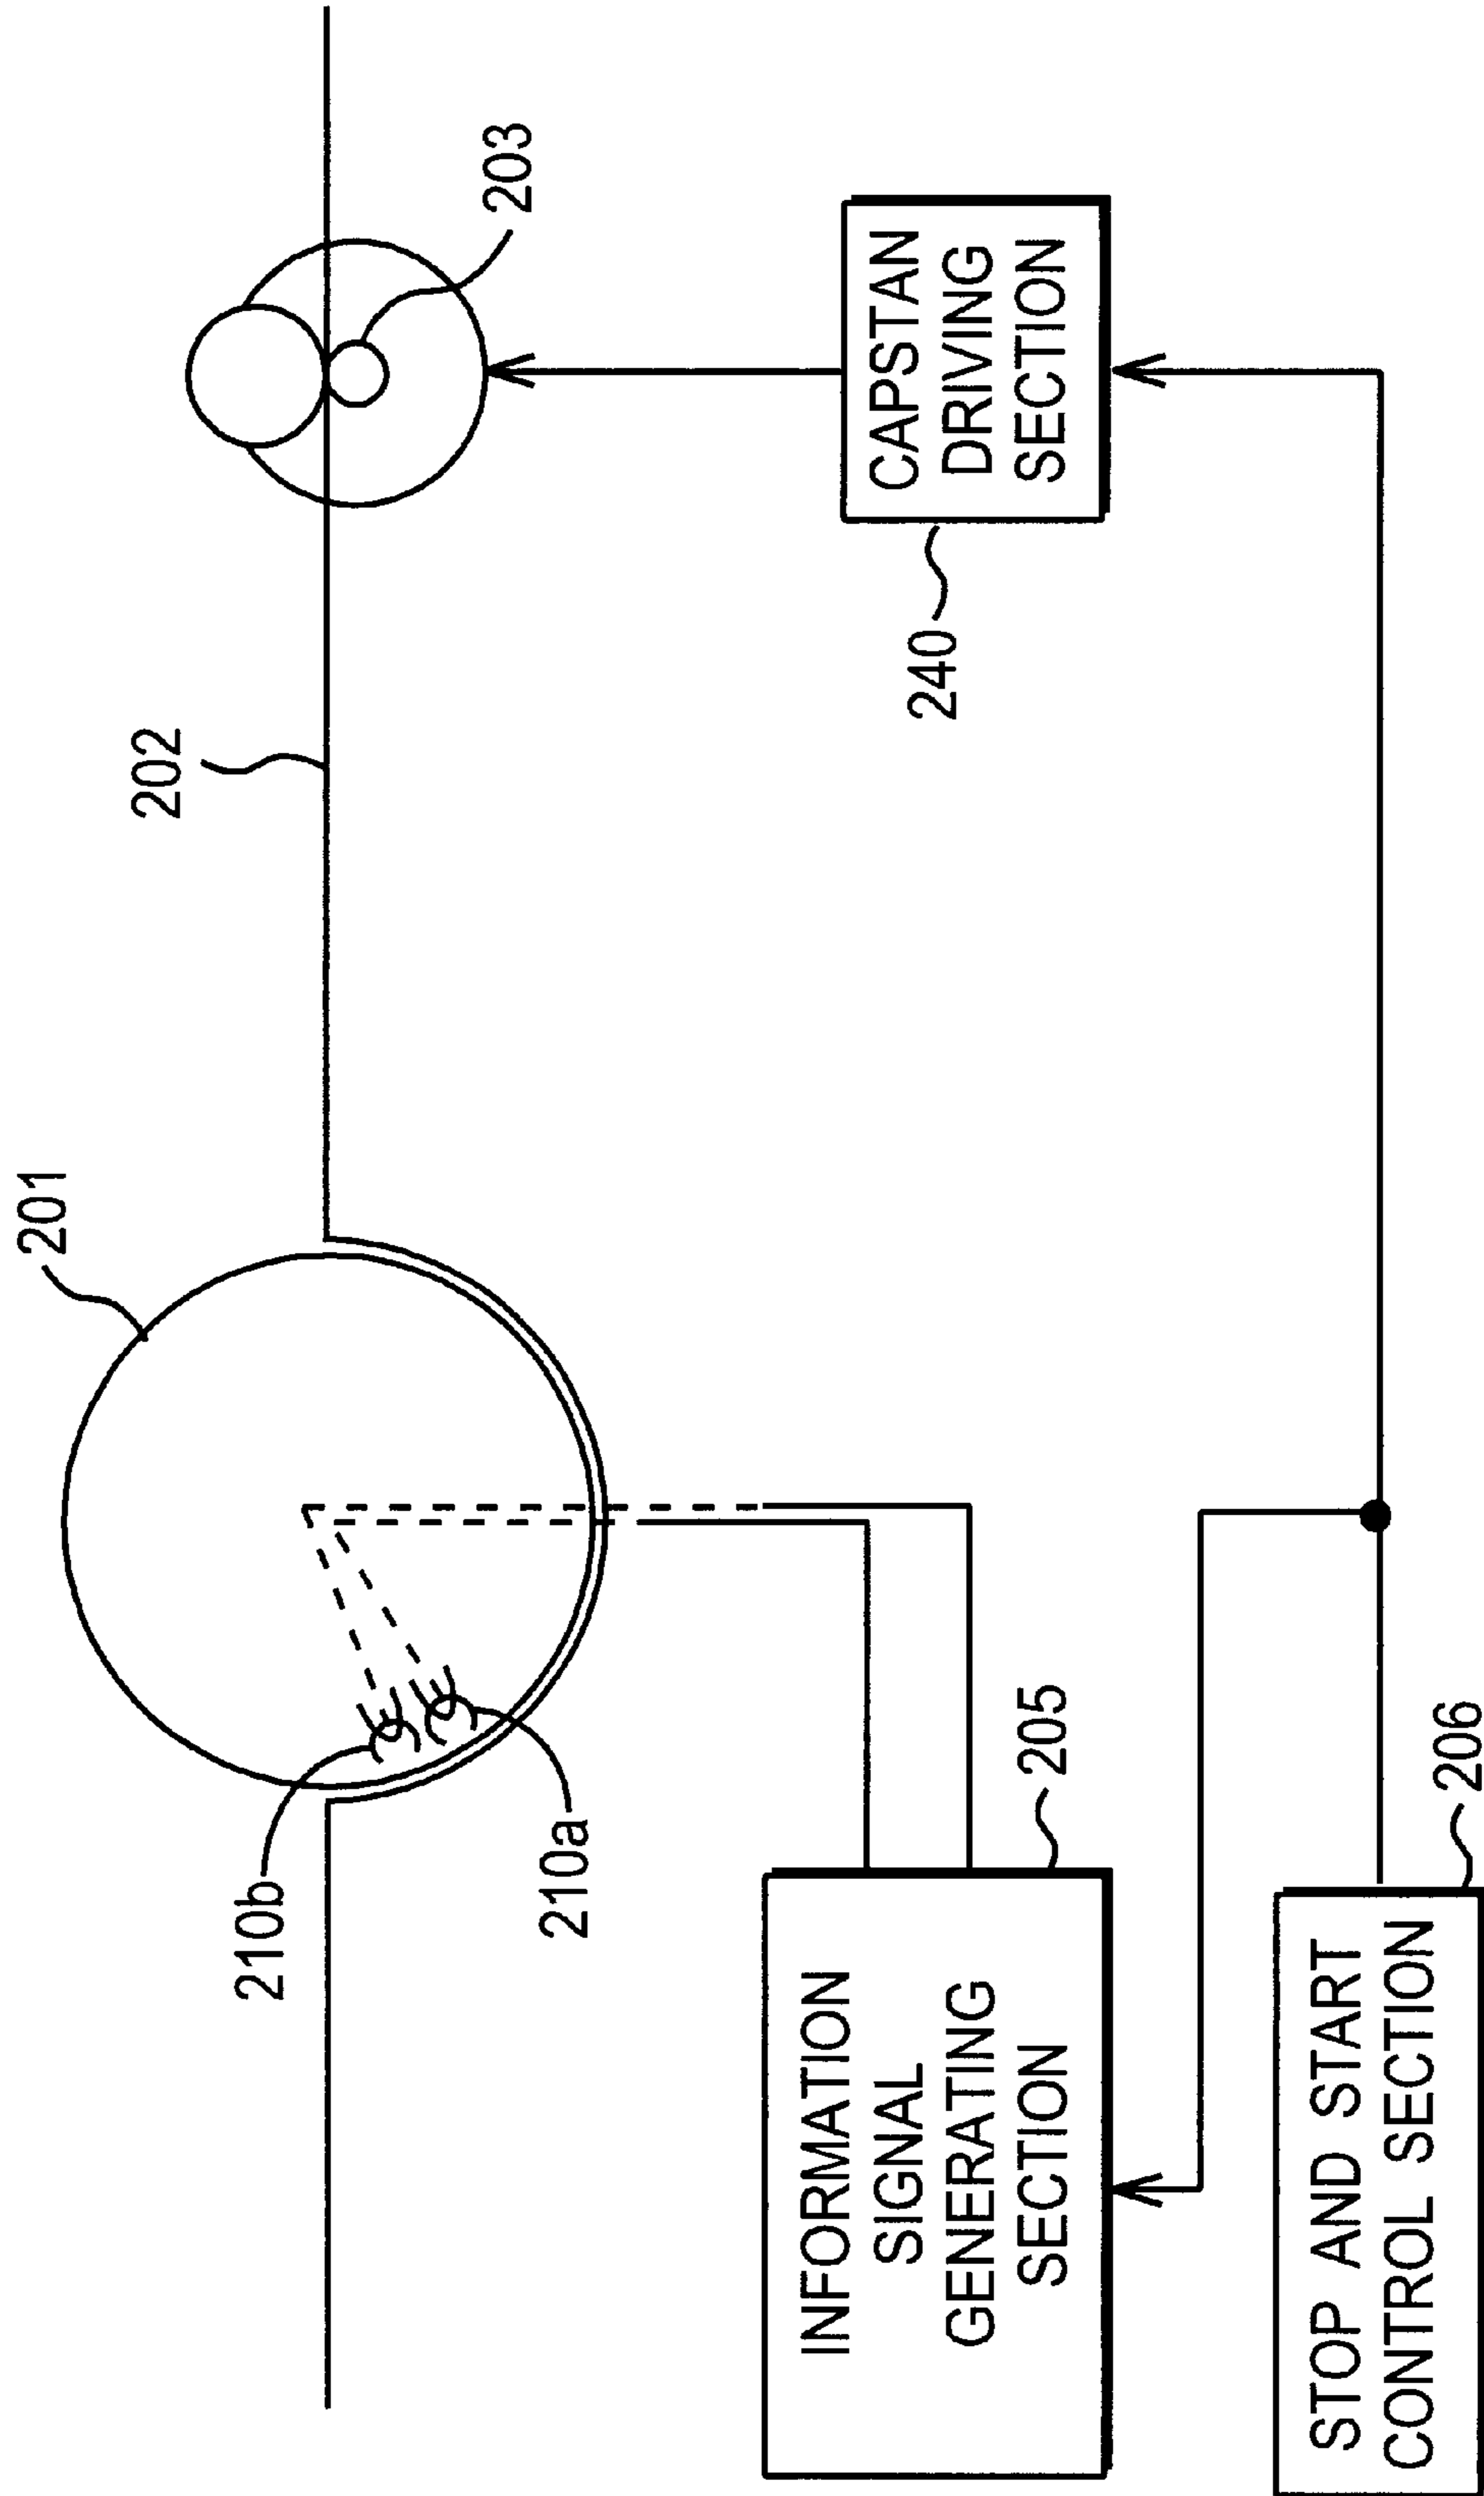 201
202
203
210b
210a
CAPSTAN
DRIVING
SECTION
240
INFORMATION
SIGNAL
GENERATING
SECTION
205
STOP AND START
CONTROL SECTION
206